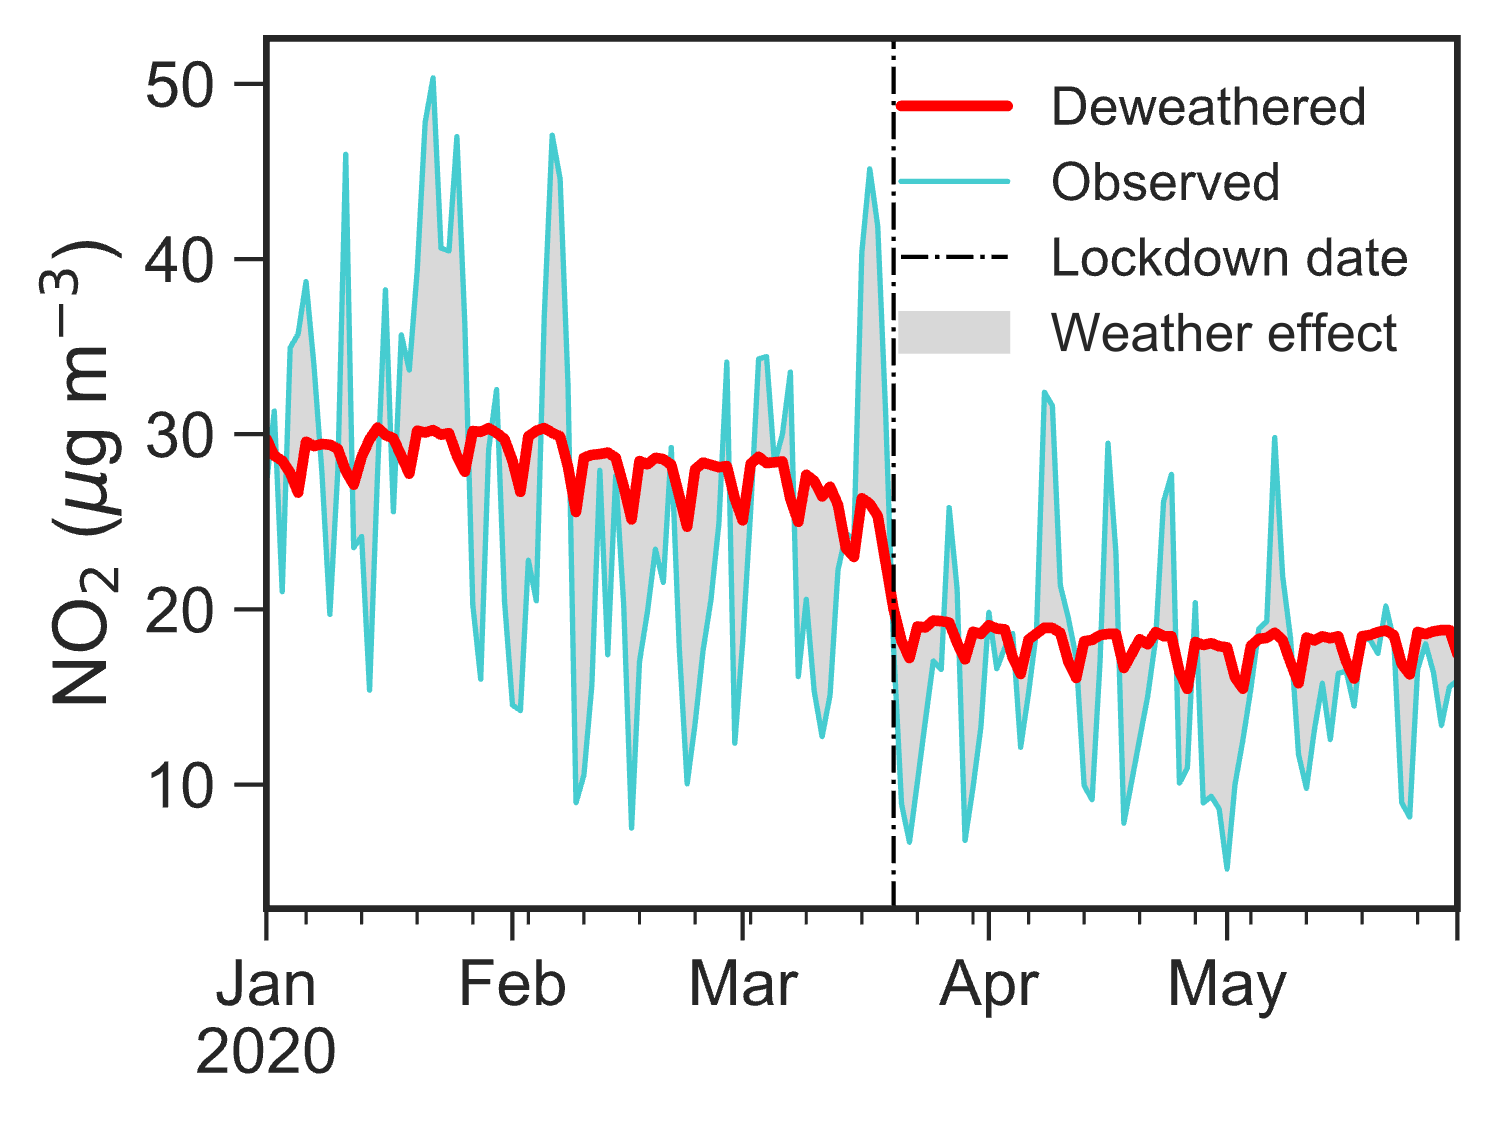 50
40
30
20
10
NO₂ (μg m⁻³)
Deweathered
Observed
Lockdown date
Weather effect
Jan Feb Mar Apr May
2020